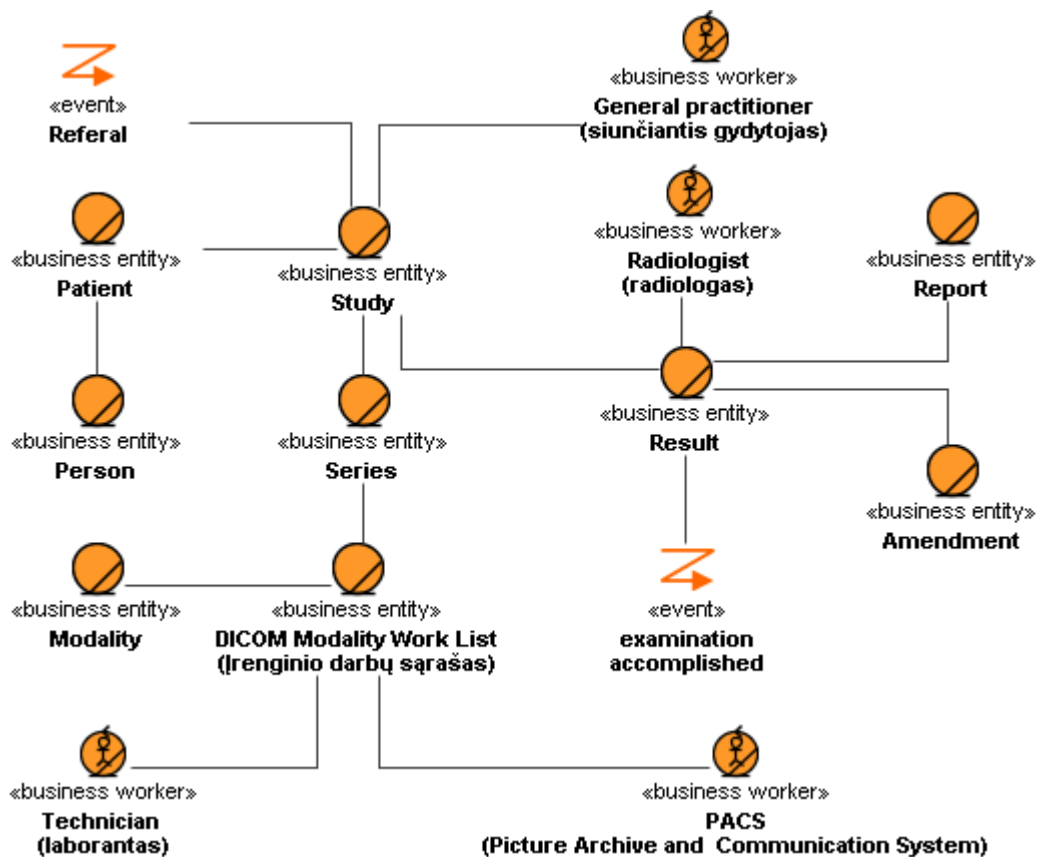 «event»
Referal
«business worker»
General practitioner
(siunčiantis gydytojas)
«business entity»
Patient
«business entity»
Study
«business worker»
Radiologist
(radiologas)
«business entity»
Report
«business entity»
Person
«business entity»
Series
«business entity»
Result
«business entity»
Amendment
«business entity»
Modality
«business entity»
DICOM Modality Work List
(Įrenginio darbų sąrašas)
«event»
examination
accomplished
«business worker»
Technician
(laborantas)
«business worker»
PACS
(Picture Archive and Communication System)